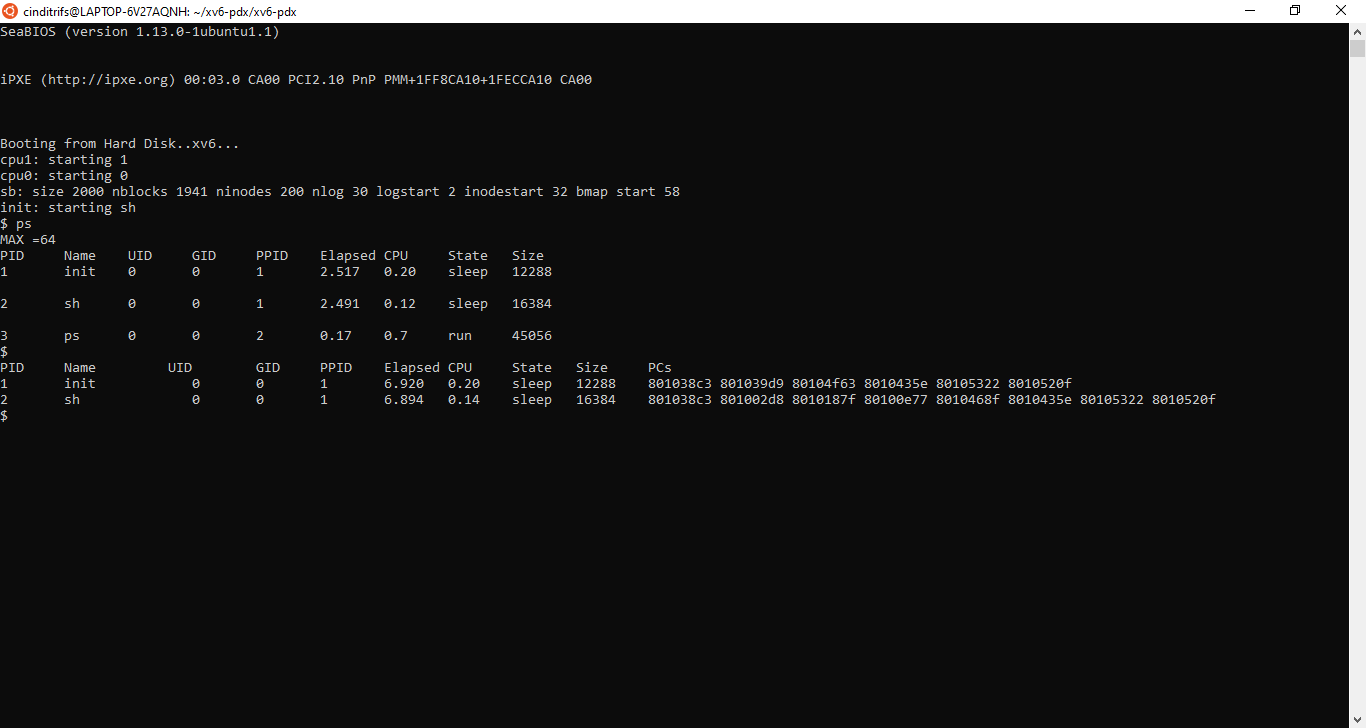 cinditrifs@LAPTOP-6V27AQNH: ~/xv6-pdx/xv6-pdx
SeaBIOS (version 1.13.0-1ubuntu1.1)
iPXE (http://ipxe.org) 00:03.0 CA00 PCI2.10 PnP PMM+1FF8CA10+1FECCA10 CA00
Booting from Hard Disk..xv6...
cpu1: starting 1
cpu0: starting 0
sb: size 2000 nblocks 1941 ninodes 200 nlog 30 logstart 2 inodestart 32 bmap start 58
init: starting sh
$ ps
MAX =64
PID     Name    UID     GID     PPID    Elapsed CPU     State   Size
1       init    0       0       1       2.517   0.20    sleep   12288
2       sh      0       0       1       2.491   0.12    sleep   16384
3       ps      0       0       2       0.17    0.7     run     45056
$
PID     Name         UID        GID     PPID    Elapsed CPU     State   Size     PCs
1       init            0       0       1       6.920   0.20    sleep   12288    801038c3 801039d9 80104f63 8010435e 80105322 8010520f
2       sh              0       0       1       6.894   0.14    sleep   16384    801038c3 801002d8 8010187f 80100e77 8010468f 8010435e 80105322 8010520f
$